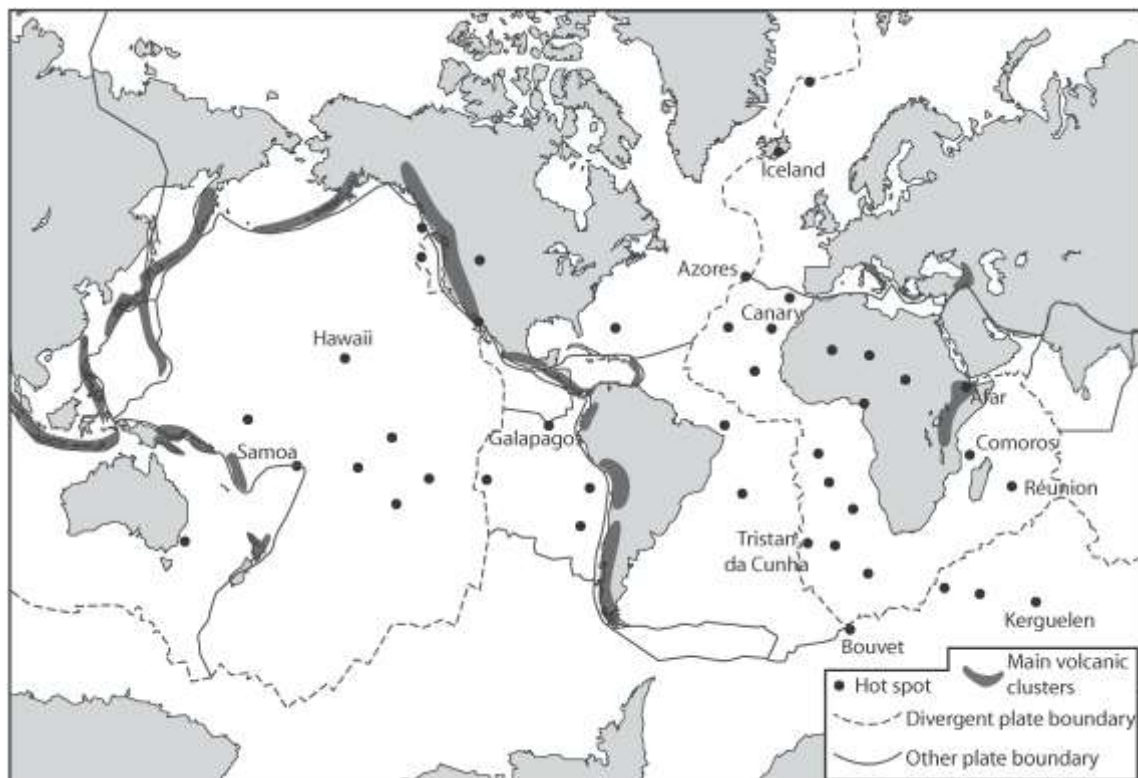 Iceland
Azores
Canary
Hawaii
Afar
Galapagos
Comoros
Samoa
Réunion
Tristan
da Cunha
Kerguelen
Bouvet
Hot spot
Main volcanic
clusters
Divergent plate boundary
Other plate boundary